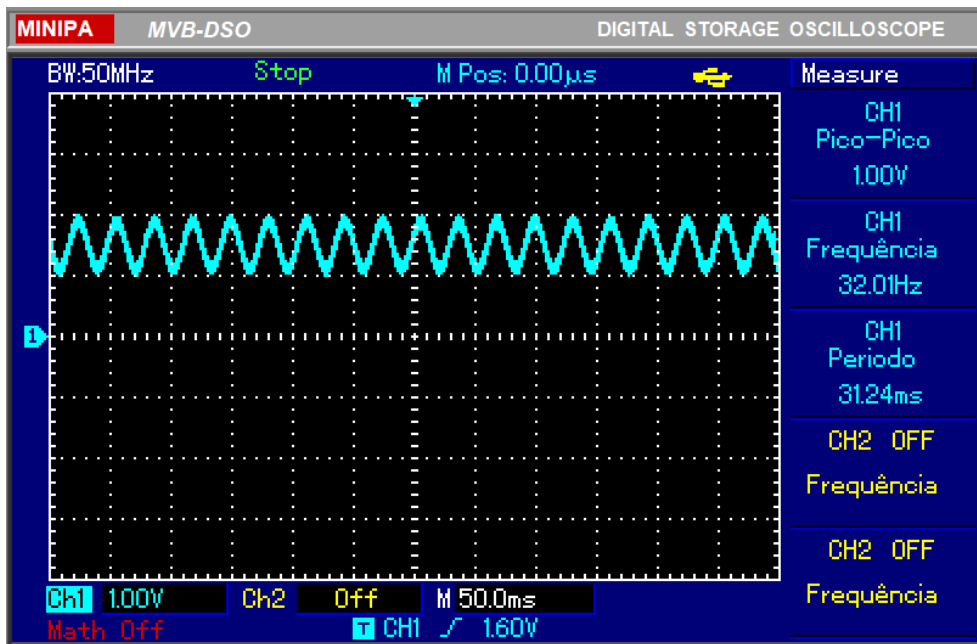 MINIPA MVB-DSO DIGITAL STORAGE OSCILLOSCOPE
BW:50MHz Stop M Pos: 0.00µs Measure
CH1
Pico-Pico
1.00V
CH1
Frequência
32.01Hz
1
CH1
Periodo
31.24ms
CH2 OFF
Frequência
CH2 OFF
Frequência
Ch1 1.00V Ch2 Off M 50.0ms
Math Off T CH1 1.60V